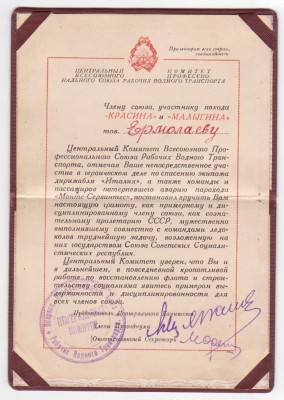 Пролетарии всех стран,
соединяйтесь!
ЦЕНТРАЛЬНЫЙ КОМИТЕТ
ВСЕСОЮЗНОГО ПРОФЕССИО
НАЛЬНОГО СОЮЗА РАБОЧИХ ВОДНОГО ТРАНСПОРТА
Члену союза, участнику похода
«КРАСИНА» и «МАЛЫГИНА»
тов. Ермолаеву
Центральный Комитет Всесоюзного Про-
фессионального Союза Рабочих Водного Тран-
спорта, отмечая Ваше непосредственное уча-
стие в героическом деле по спасению экипажа
дирижабля «Италия», а также команды и
пассажиров потерпевшего аварию парохода
«Монте Сервантес», постановил вручить Вам
настоящую грамоту, как примерному и дис-
циплинированному члену союза, как созна-
тельному пролетарию СССР, мужественно
выполнившему совместно с командами ледо-
колов труднейшую задачу, возложенную на
них государством Союза Советских Социали-
стических республик.
Центральный Комитет уверен, что Вы и
в дальнейшем, в повседневной кропотливой
работе по восстановлению флота и строи-
тельству социализма явитесь примером вы-
держанности и дисциплинированности для
всех членов союза.
Председатель Центрального Комитета
Члены Президиума
Ответственный Секретарь